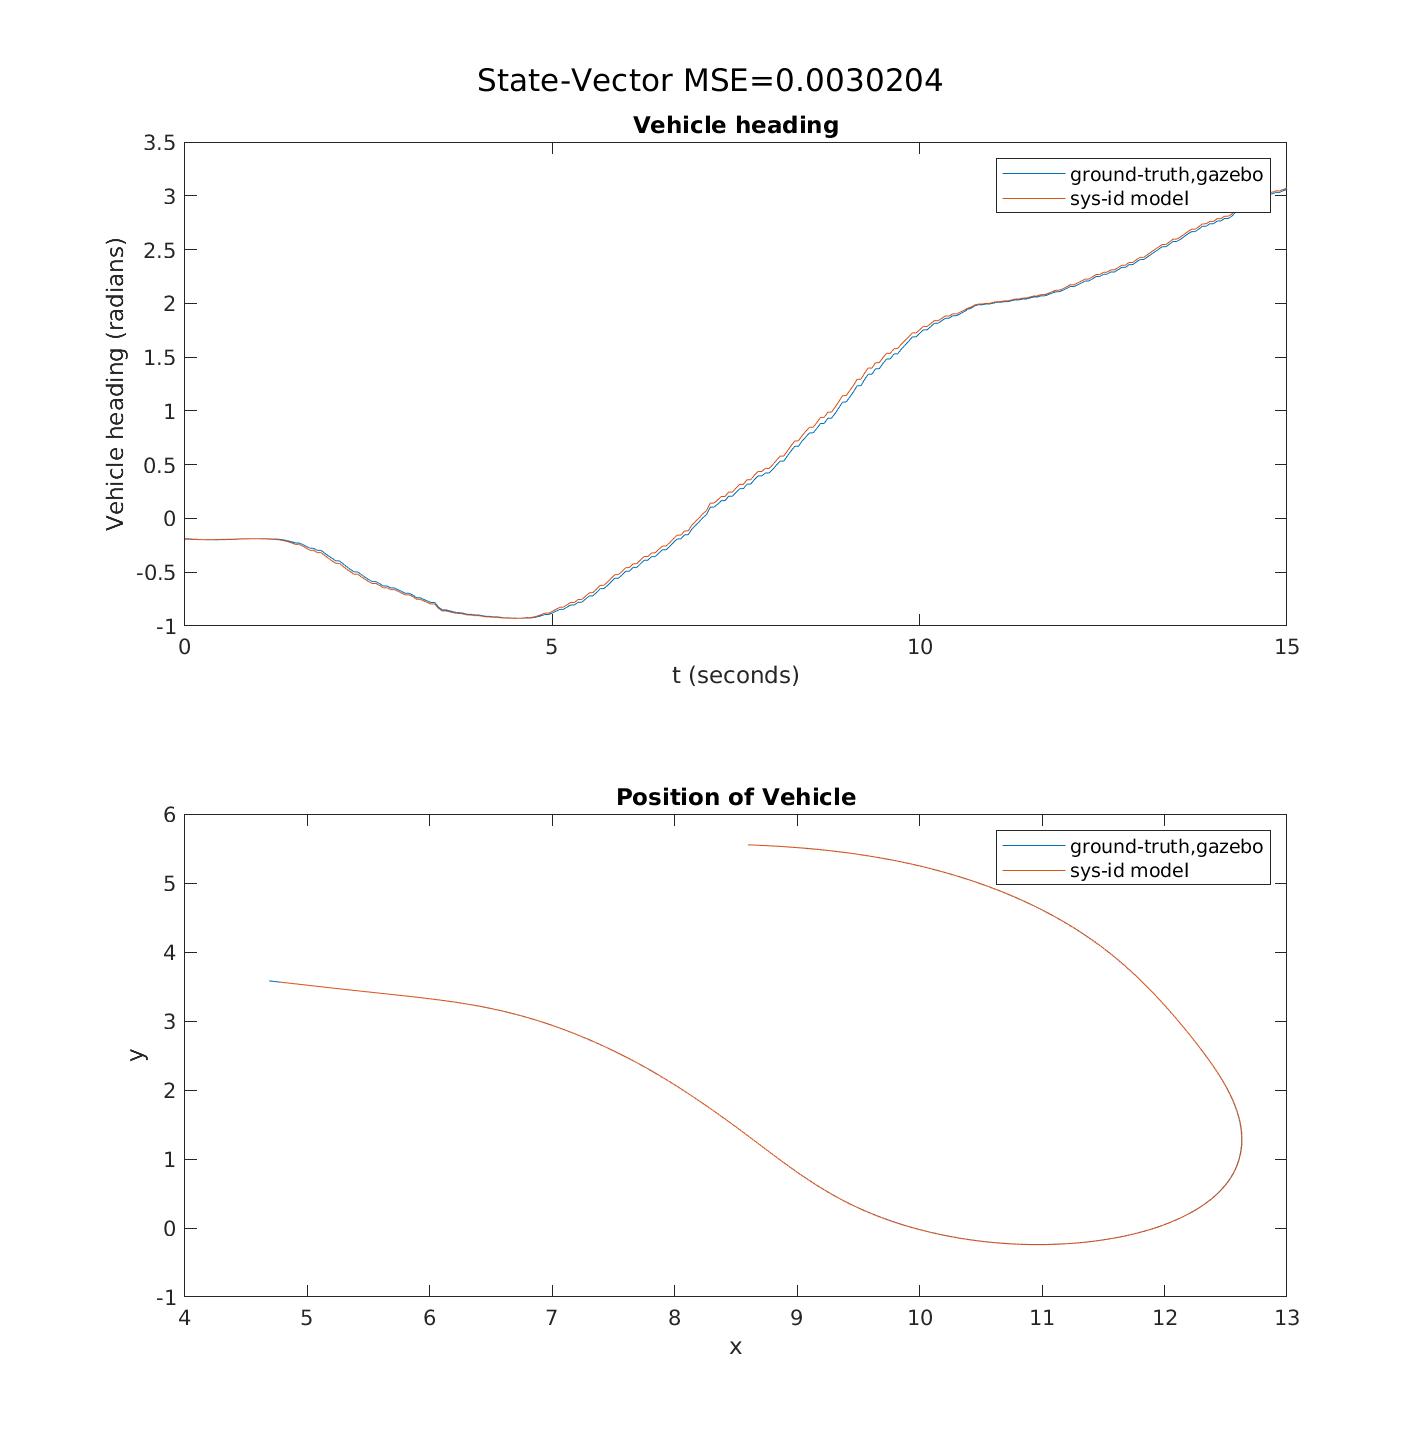 State-Vector MSE=0.0030204
Vehicle heading
3.5
3
2.5
2
1.5
1
0.5
0
-0.5
-1
Vehicle heading (radians)
ground-truth,gazebo
sys-id model
0 5 10 15
t (seconds)
Position of Vehicle
6
5
4
3
2
1
0
-1
y
ground-truth,gazebo
sys-id model
4 5 6 7 8 9 10 11 12 13
x